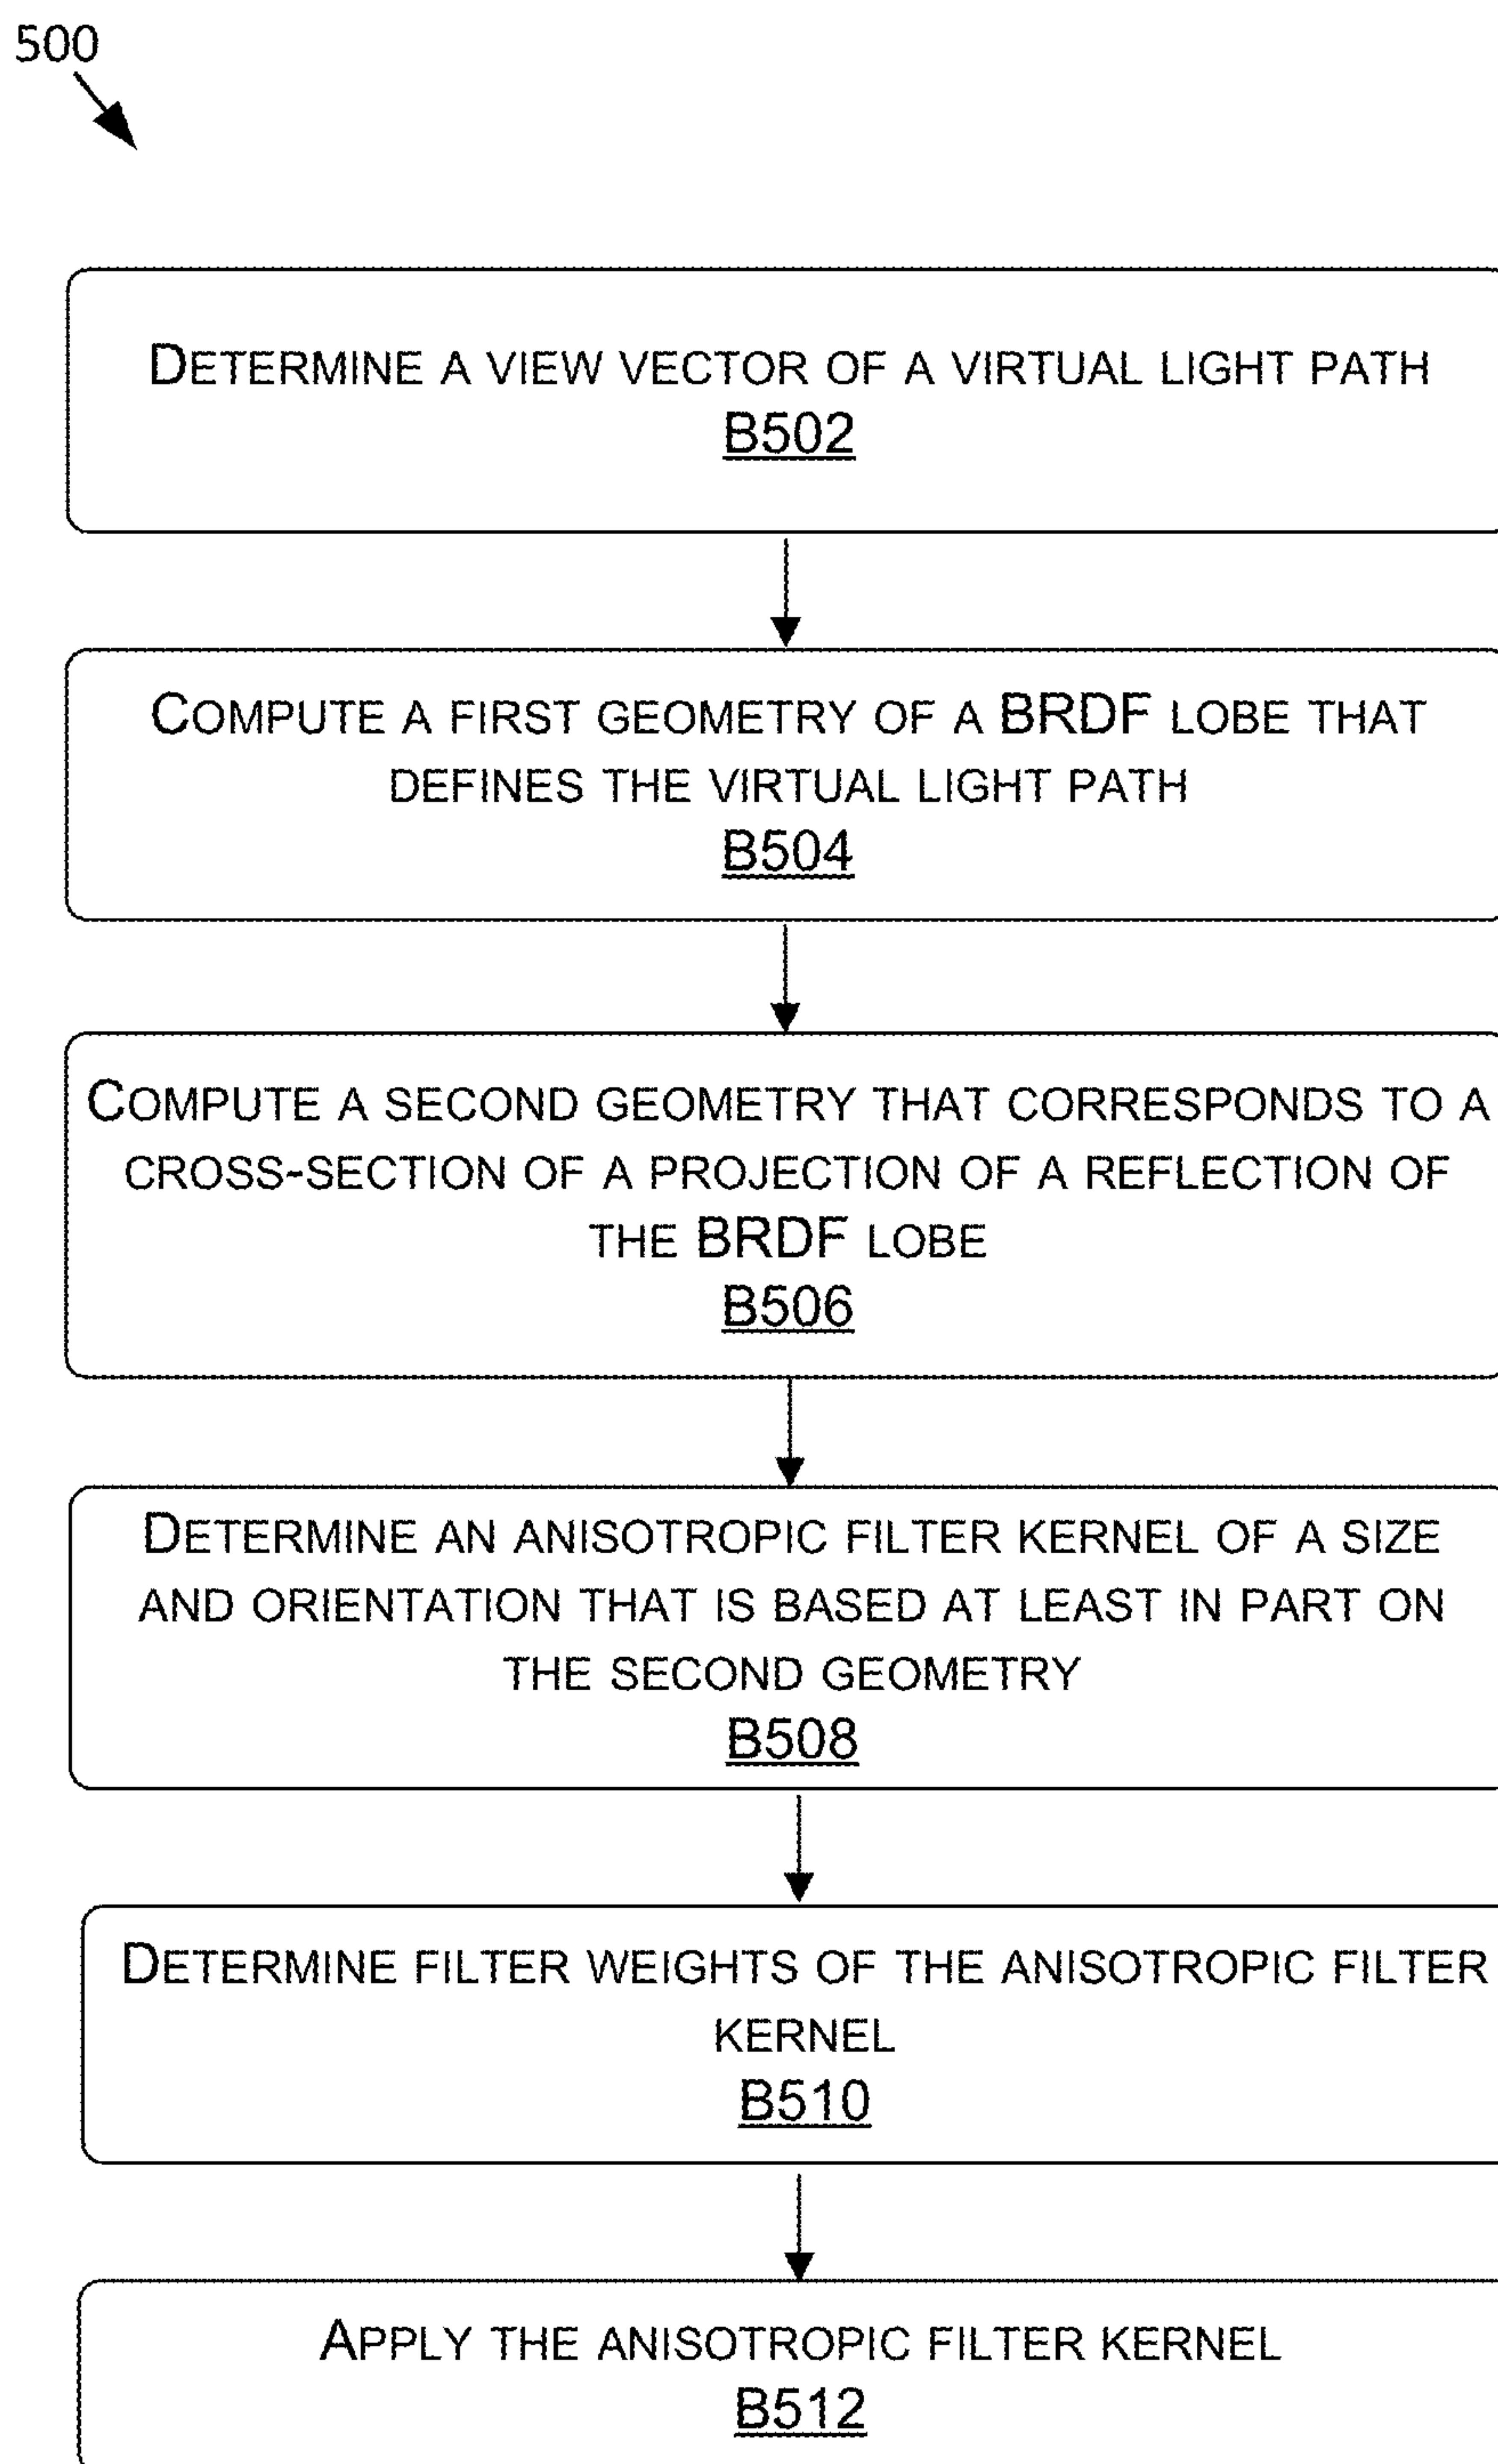 500
DETERMINE A VIEW VECTOR OF A VIRTUAL LIGHT PATH
B502
COMPUTE A FIRST GEOMETRY OF A BRDF LOBE THAT
DEFINES THE VIRTUAL LIGHT PATH
B504
COMPUTE A SECOND GEOMETRY THAT CORRESPONDS TO A
CROSS-SECTION OF A PROJECTION OF A REFLECTION OF
THE BRDF LOBE
B506
DETERMINE AN ANISOTROPIC FILTER KERNEL OF A SIZE
AND ORIENTATION THAT IS BASED AT LEAST IN PART ON
THE SECOND GEOMETRY
B508
DETERMINE FILTER WEIGHTS OF THE ANISOTROPIC FILTER
KERNEL
B510
APPLY THE ANISOTROPIC FILTER KERNEL
B512